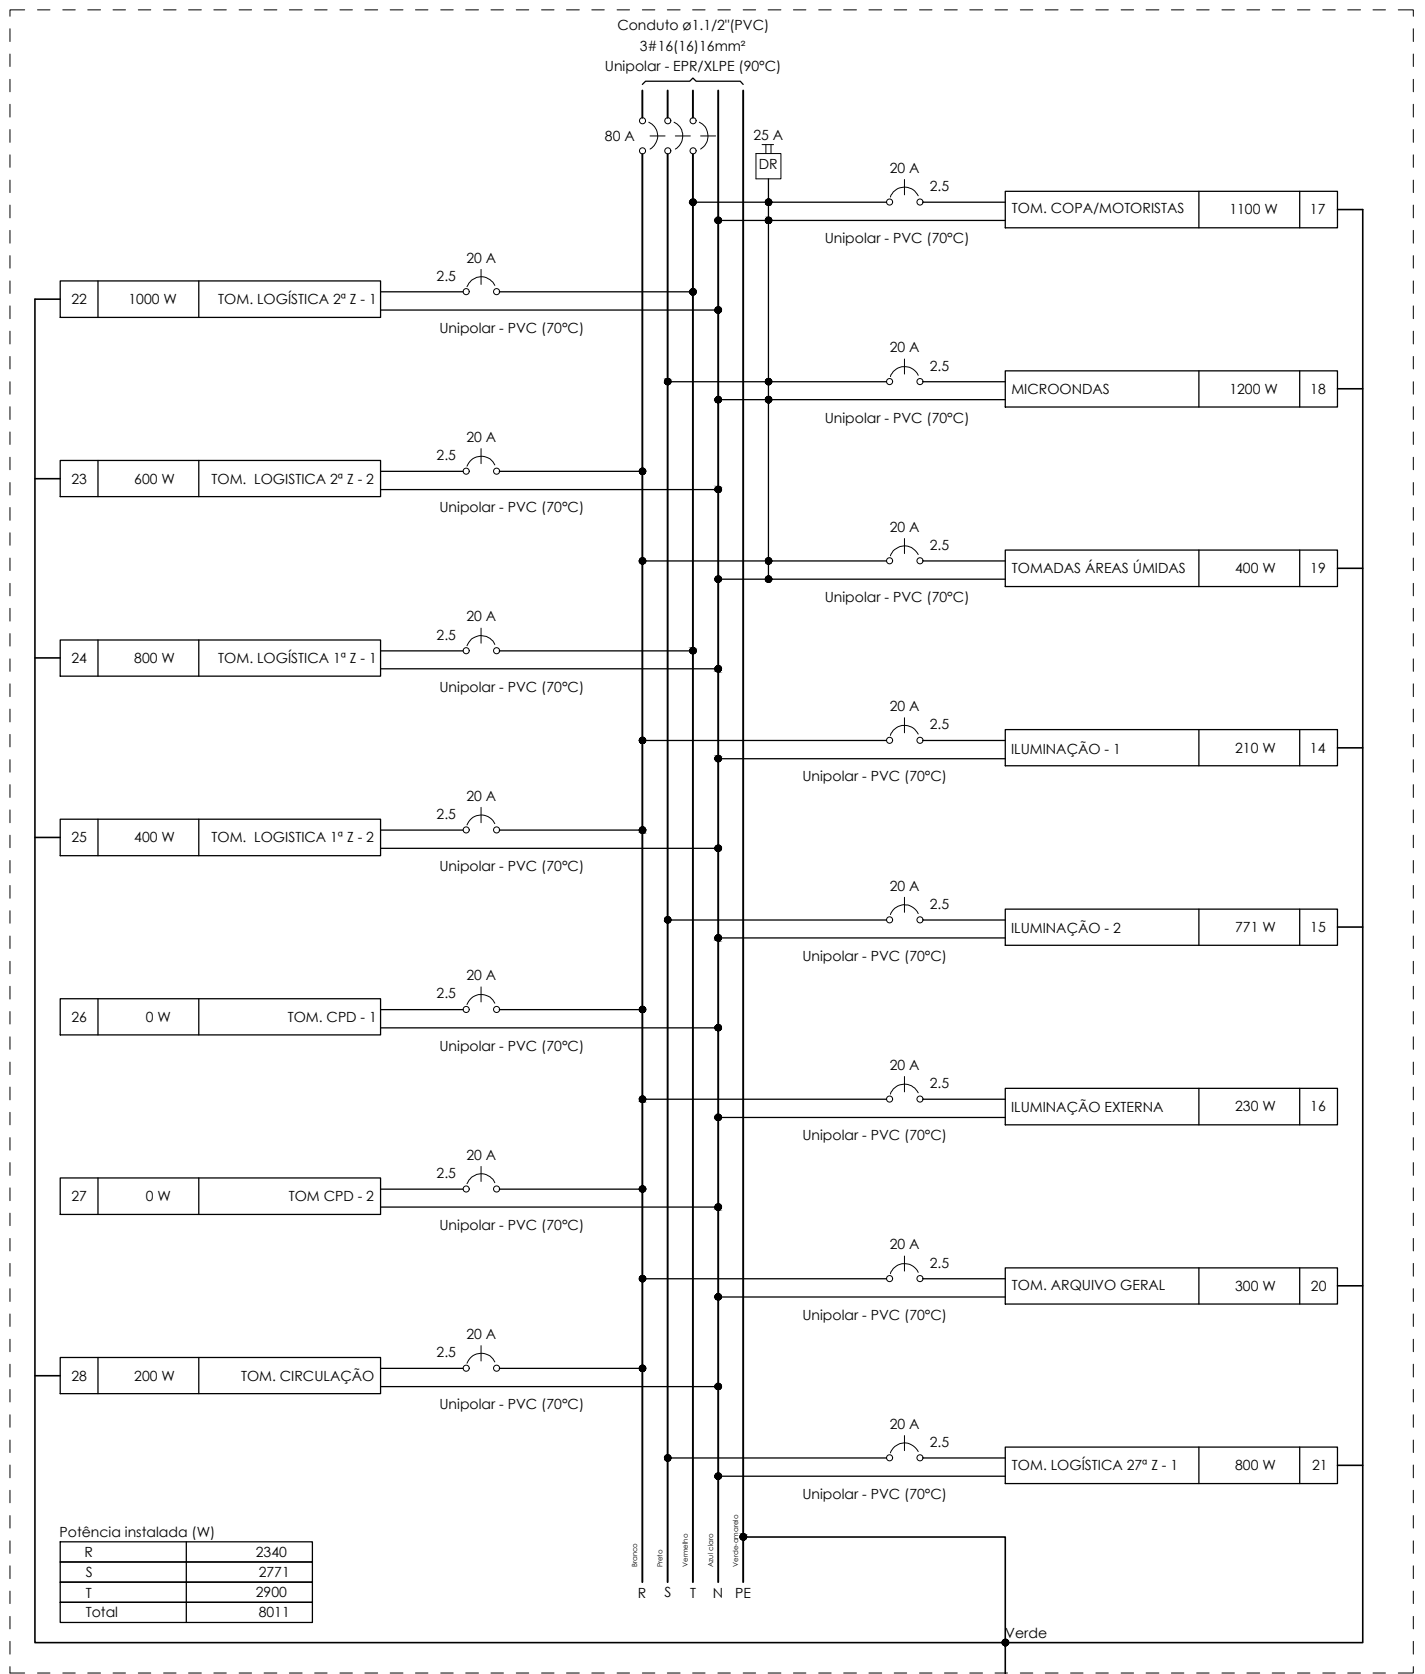 Conduto ø1.1/2"(PVC)
3#16(16)16mm²
Unipolar - EPR/XLPE (90°C)
80 A
25 A
DR
20 A
2.5
TOM. COPA/MOTORISTAS 1100 W 17
Unipolar - PVC (70°C)
20 A
2.5
22 1000 W TOM. LOGÍSTICA 2ª Z - 1
Unipolar - PVC (70°C)
20 A
2.5
MICROONDAS 1200 W 18
Unipolar - PVC (70°C)
20 A
2.5
23 600 W TOM. LOGISTICA 2ª Z - 2
Unipolar - PVC (70°C)
20 A
2.5
TOMADAS ÁREAS ÚMIDAS 400 W 19
Unipolar - PVC (70°C)
20 A
2.5
24 800 W TOM. LOGÍSTICA 1ª Z - 1
Unipolar - PVC (70°C)
20 A
2.5
ILUMINAÇÃO - 1 210 W 14
Unipolar - PVC (70°C)
20 A
2.5
25 400 W TOM. LOGISTICA 1ª Z - 2
Unipolar - PVC (70°C)
20 A
2.5
ILUMINAÇÃO - 2 771 W 15
Unipolar - PVC (70°C)
20 A
2.5
26 0 W TOM. CPD - 1
Unipolar - PVC (70°C)
20 A
2.5
ILUMINAÇÃO EXTERNA 230 W 16
Unipolar - PVC (70°C)
20 A
2.5
27 0 W TOM CPD - 2
Unipolar - PVC (70°C)
20 A
2.5
TOM. ARQUIVO GERAL 300 W 20
Unipolar - PVC (70°C)
20 A
2.5
28 200 W TOM. CIRCULAÇÃO
Unipolar - PVC (70°C)
20 A
2.5
TOM. LOGÍSTICA 27ª Z - 1 800 W 21
Unipolar - PVC (70°C)
Potência instalada (W)
R 2340
S 2771
T 2900
Total 8011
Branco
Preto
Vermelho
Azul claro
Verde-amarelo
R S T N PE
Verde